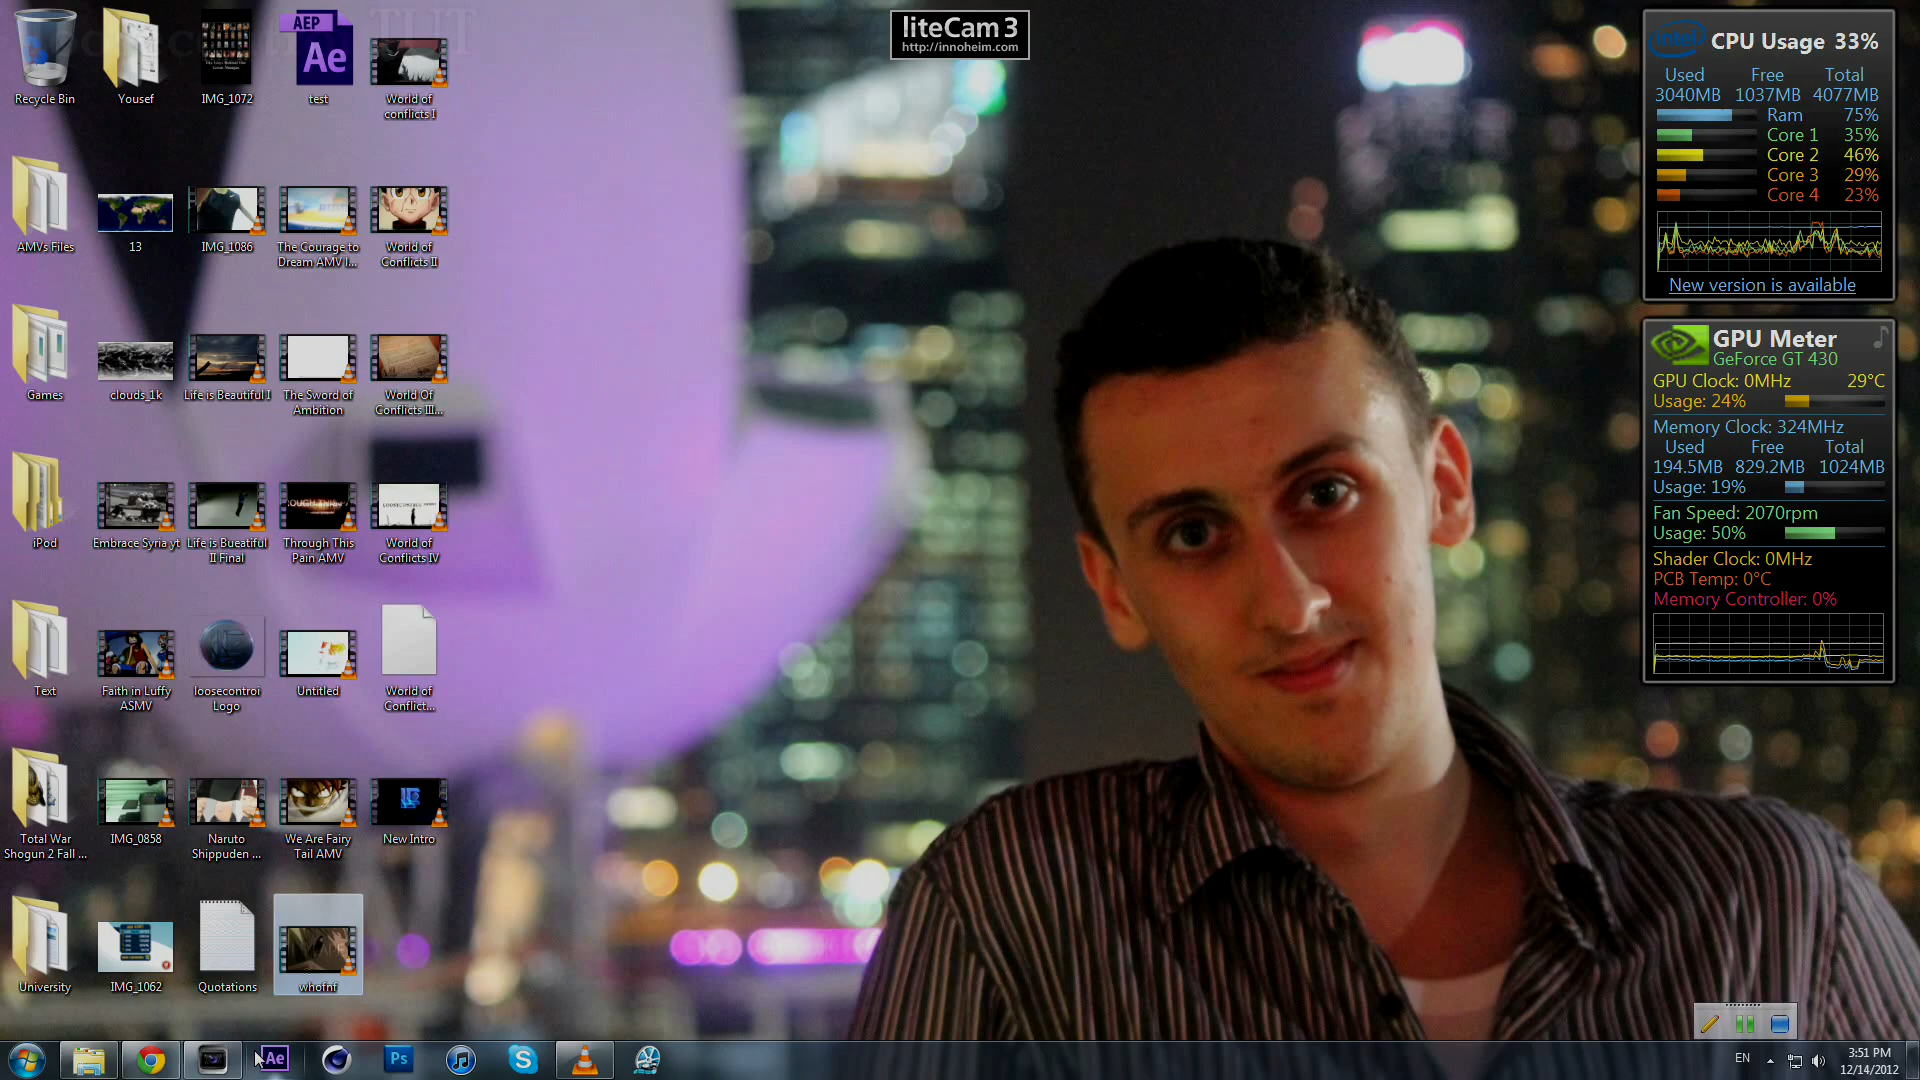 liteCam 3
http://innoheim.com
Recycle Bin
Yousef
IMG_1072
AEP
Ae
test
World of
conflicts I
AMVs Files
13
IMG_1086
The Courage to
Dream AMV I...
World of
Conflicts II
Games
clouds_1k
Life is Beautiful I
The Sword of
Ambition
World Of
Conflicts III...
iPod
Embrace Syria yt
Life is Bueatiful
II Final
Through This
Pain AMV
World of
Conflicts IV
Text
Faith in Luffy
ASMV
loosecontrol
Logo
Untitled
World of
Conflict...
Total War
Shogun 2 Fall ...
IMG_0858
Naruto
Shippuden ...
We Are Fairy
Tail AMV
New Intro
University
IMG_1062
Quotations
whofhf
intel
CPU Usage 33%
Used Free Total
3040MB 1037MB 4077MB
Ram 75%
Core 1 35%
Core 2 46%
Core 3 29%
Core 4 23%
New version is available
GPU Meter
GeForce GT 430
GPU Clock: 0MHz 29°C
Usage: 24%
Memory Clock: 324MHz
Used Free Total
194.5MB 829.2MB 1024MB
Usage: 19%
Fan Speed: 2070rpm
Usage: 50%
Shader Clock: 0MHz
PCB Temp: 0°C
Memory Controller: 0%
Ae
Ps
EN
3:51 PM
12/14/2012